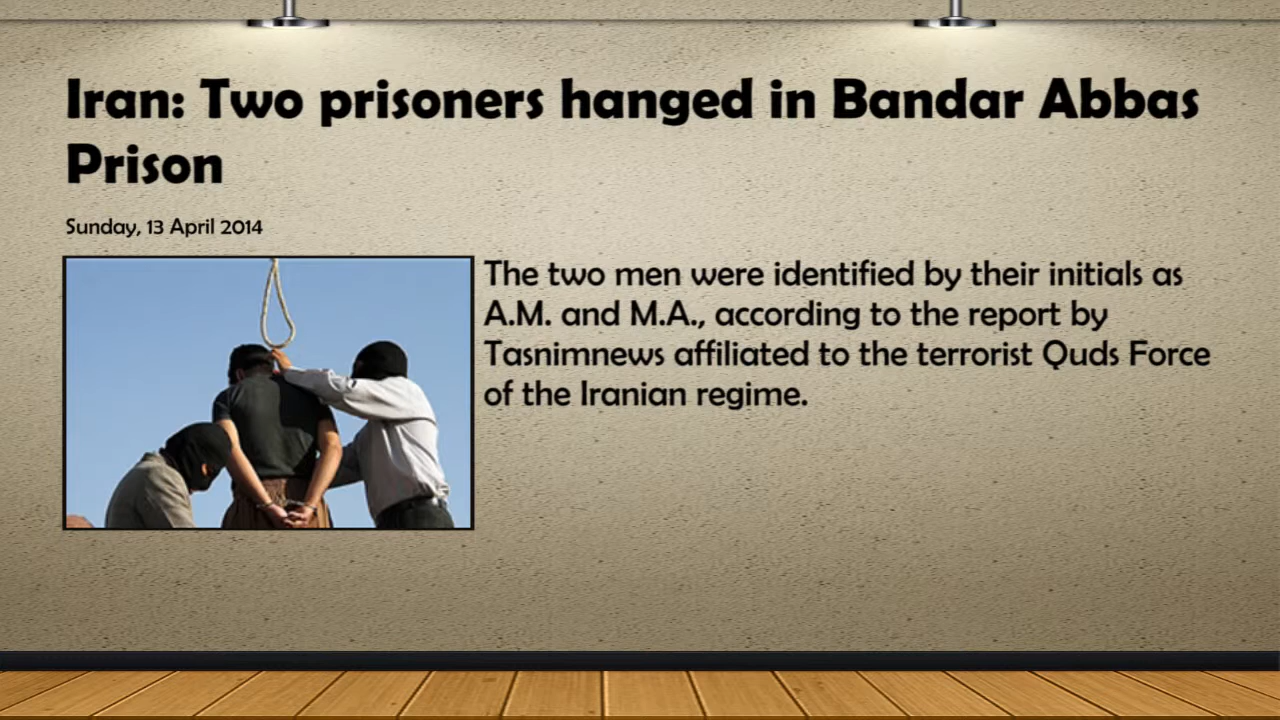 Iran: Two prisoners hanged in Bandar Abbas
Prison
Sunday, 13 April 2014
The two men were identified by their initials as
A.M. and M.A., according to the report by
Tasnimnews affiliated to the terrorist Quds Force
of the Iranian regime.